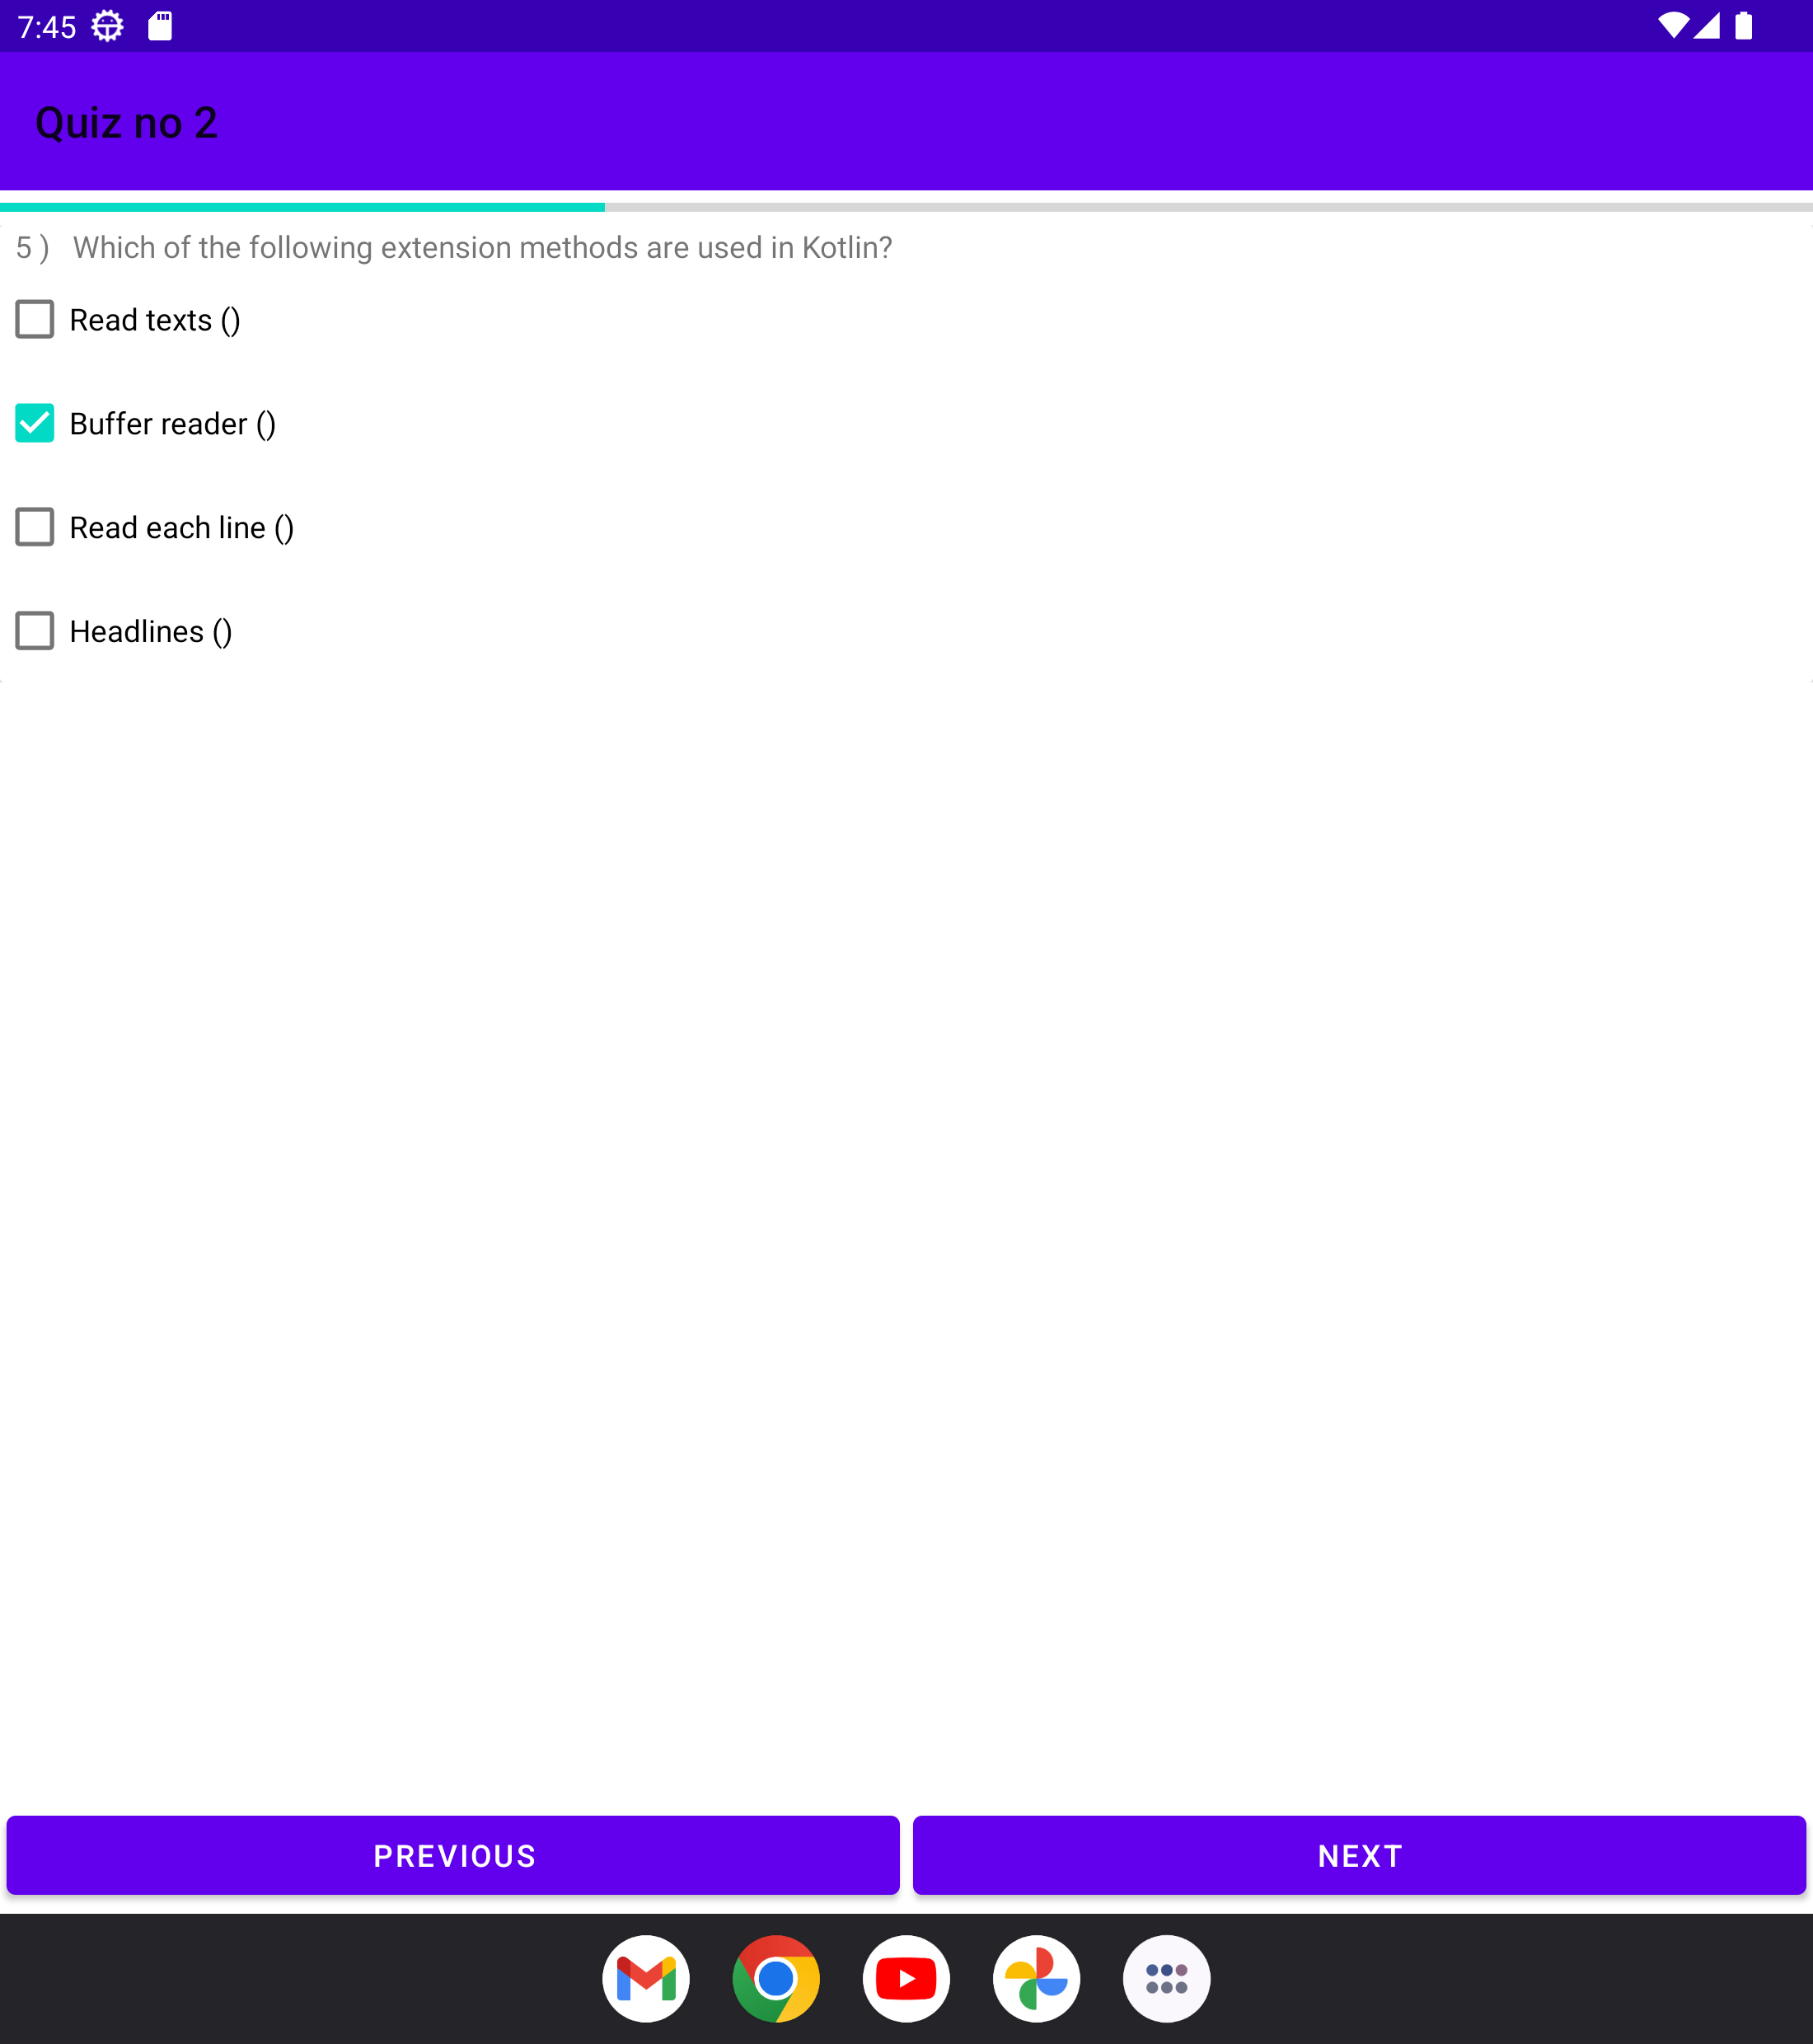 7:45
Quiz no 2
5 ) Which of the following extension methods are used in Kotlin?
Read texts ()
Buffer reader ()
Read each line ()
Headlines ()
PREVIOUS
NEXT